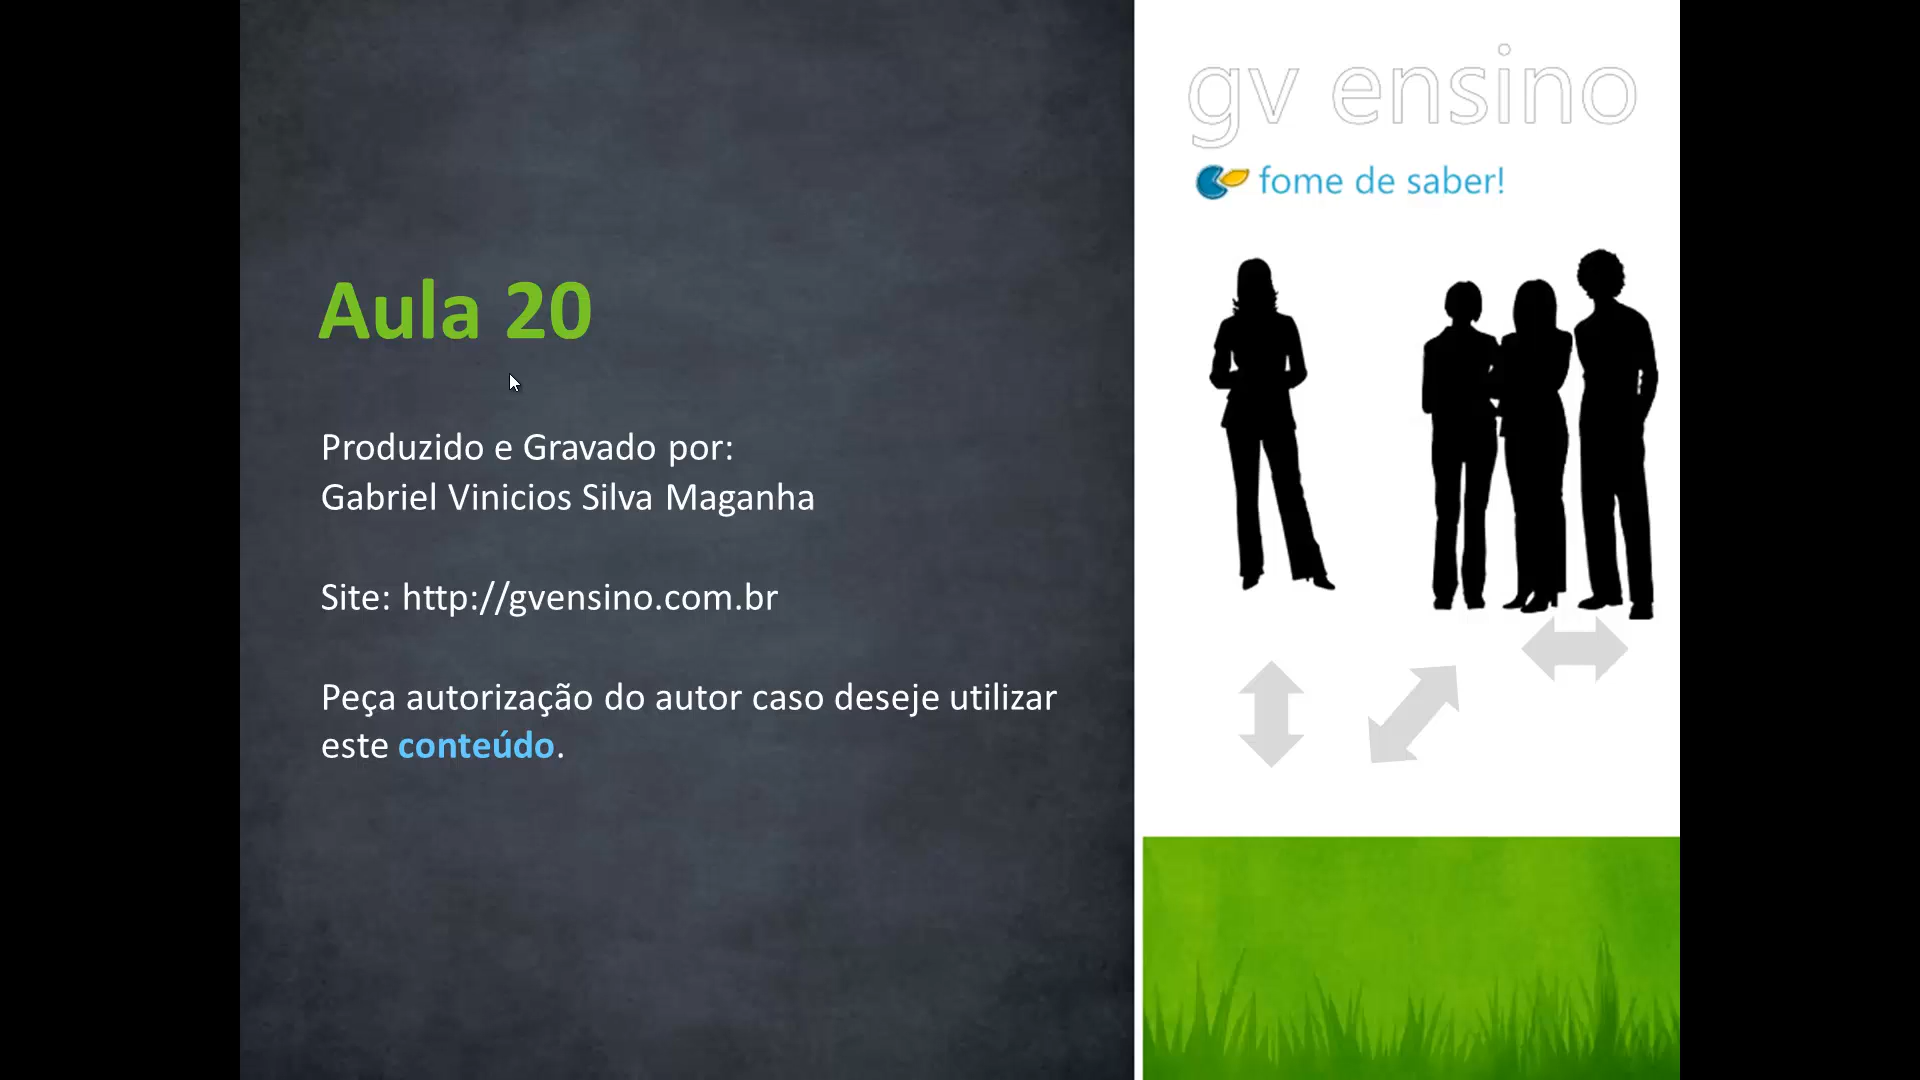 gv ensino
fome de saber!
Aula 20
Produzido e Gravado por:
Gabriel Vinicios Silva Maganha
Site: http://gvensino.com.br
Peça autorização do autor caso deseje utilizar
este conteúdo.